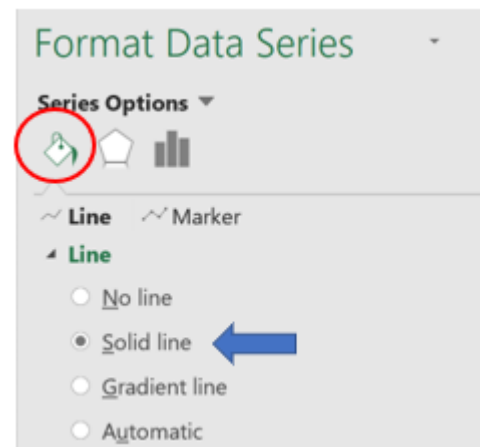 Format Data Series
Series Options
Line Marker
Line
No line
Solid line
Gradient line
Automatic